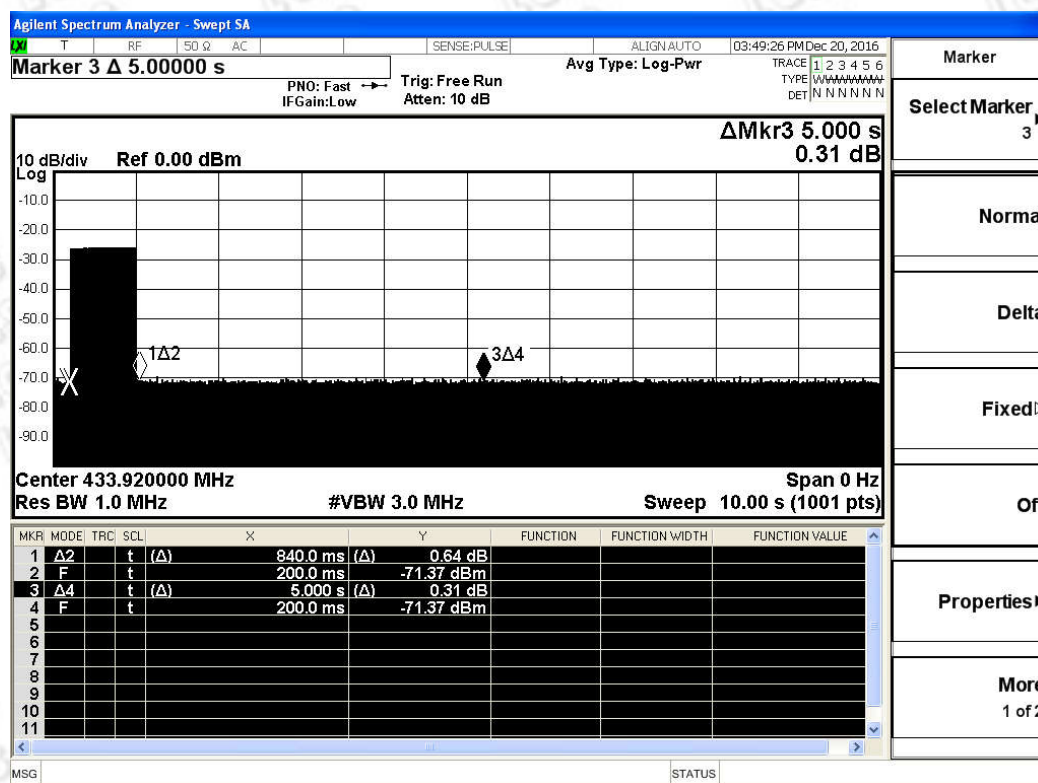 Agilent Spectrum Analyzer - Swept SA
LXI T RF 50 Ω AC SENSE:PULSE ALIGN AUTO 03:49:26 PM Dec 20, 2016
Marker 3 Δ 5.00000 s
PNO: Fast
IFGain:Low
Trig: Free Run
Atten: 10 dB
Avg Type: Log-Pwr
TRACE 1 2 3 4 5 6
TYPE
DET N N N N N N
ΔMkr3 5.000 s
0.31 dB
10 dB/div Ref 0.00 dBm
Log
-10.0
-20.0
-30.0
-40.0
-50.0
-60.0
-70.0
-80.0
-90.0
1Δ2
3Δ4
X
Center 433.920000 MHz Span 0 Hz
Res BW 1.0 MHz #VBW 3.0 MHz Sweep 10.00 s (1001 pts)
MKR MODE TRC SCL X Y FUNCTION FUNCTION WIDTH FUNCTION VALUE
1 Δ2 t (Δ) 840.0 ms (Δ) 0.64 dB
2 F t 200.0 ms -71.37 dBm
3 Δ4 t (Δ) 5.000 s (Δ) 0.31 dB
4 F t 200.0 ms -71.37 dBm
5
6
7
8
9
10
11
MSG STATUS
Marker
Select Marker
3
Norma
Delta
Fixed
Of
Properties
More
1 of 2